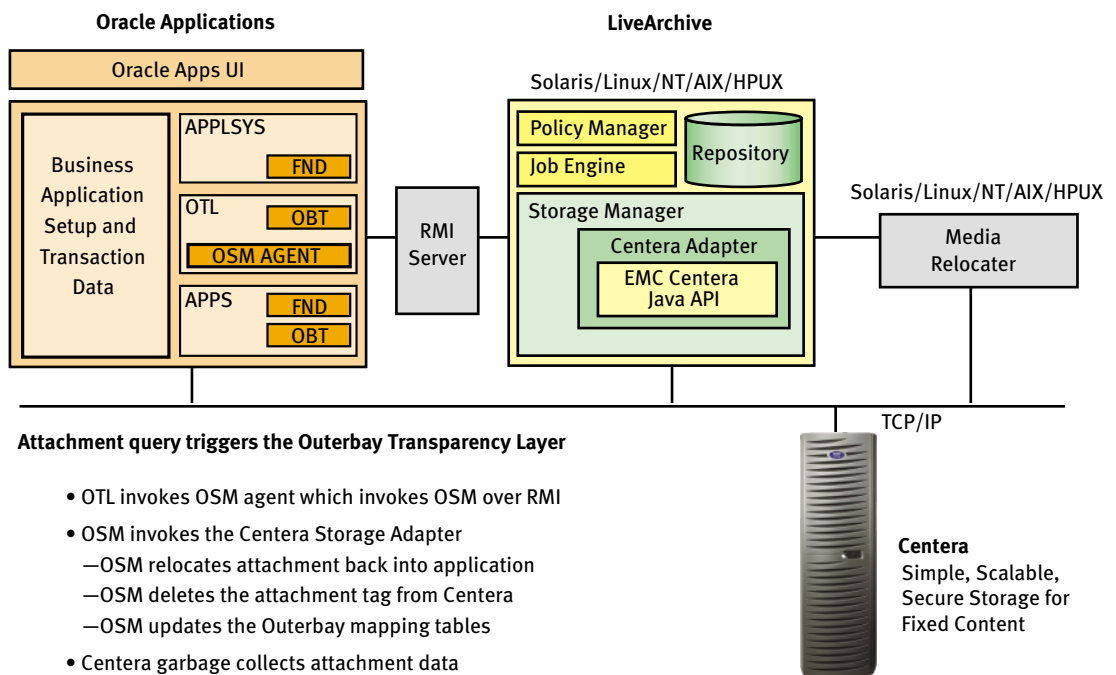 Oracle Applications
Oracle Apps UI
Business
Application
Setup and
Transaction
Data
APPLSYS
FND
OTL
OBT
OSM AGENT
APPS
FND
OBT
RMI
Server
LiveArchive
Solaris/Linux/NT/AIX/HPUX
Policy Manager
Job Engine
Repository
Storage Manager
Centera Adapter
EMC Centera
Java API
Solaris/Linux/NT/AIX/HPUX
Media
Relocater
TCP/IP
Attachment query triggers the Outerbay Transparency Layer
• OTL invokes OSM agent which invokes OSM over RMI
• OSM invokes the Centera Storage Adapter
—OSM relocates attachment back into application
—OSM deletes the attachment tag from Centera
—OSM updates the Outerbay mapping tables
• Centera garbage collects attachment data
Centera
Simple, Scalable,
Secure Storage for
Fixed Content